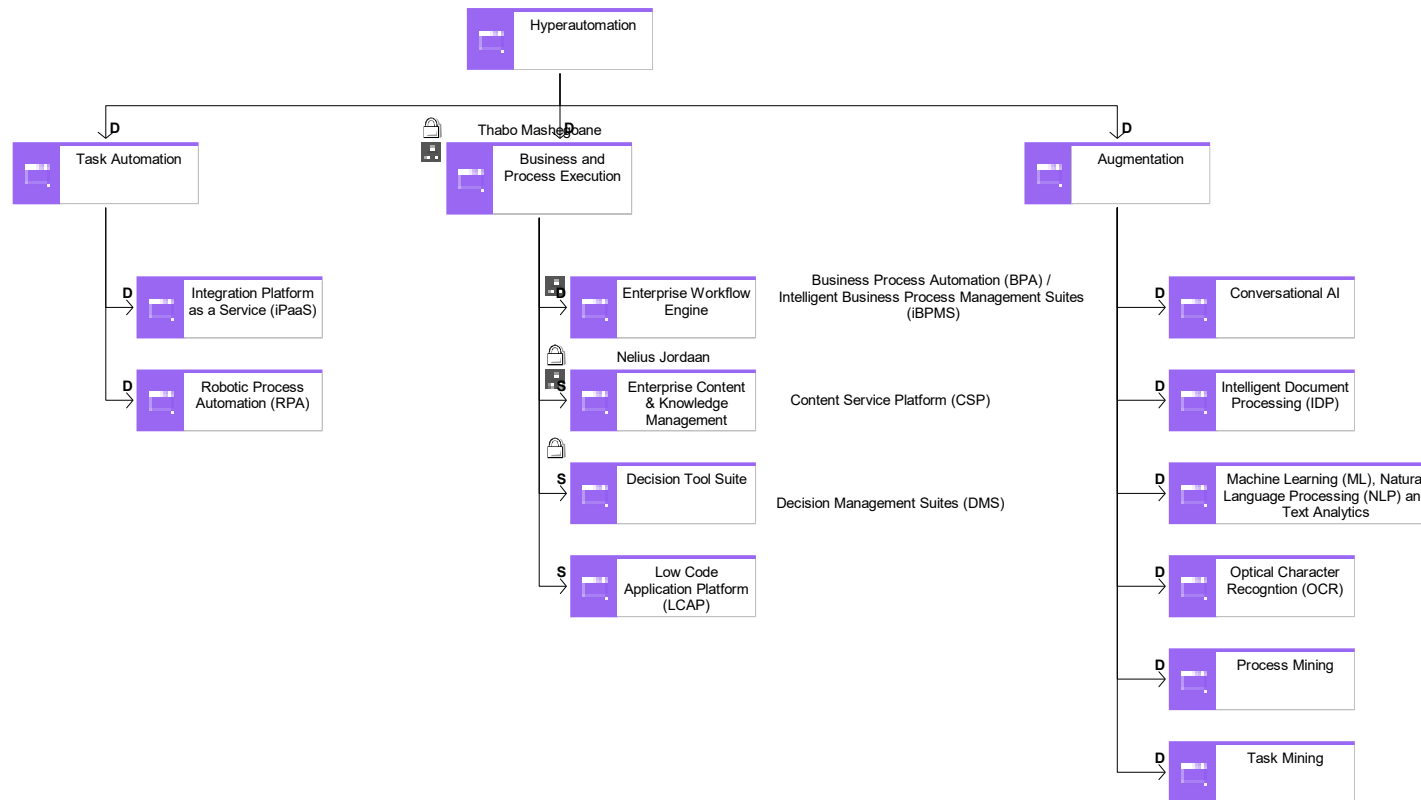 Hyperautomation
D
D
D
Thabo Mashegoane
Task Automation
Business and
Process Execution
Augmentation
D
Integration Platform
as a Service (iPaaS)
D
Robotic Process
Automation (RPA)
D
Enterprise Workflow
Engine
Business Process Automation (BPA) /
Intelligent Business Process Management Suites
(iBPMS)
Nelius Jordaan
S
Enterprise Content
& Knowledge
Management
Content Service Platform (CSP)
S
Decision Tool Suite
Decision Management Suites (DMS)
S
Low Code
Application Platform
(LCAP)
D
Conversational AI
D
Intelligent Document
Processing (IDP)
D
Machine Learning (ML), Natura
Language Processing (NLP) an
Text Analytics
D
Optical Character
Recogntion (OCR)
D
Process Mining
D
Task Mining